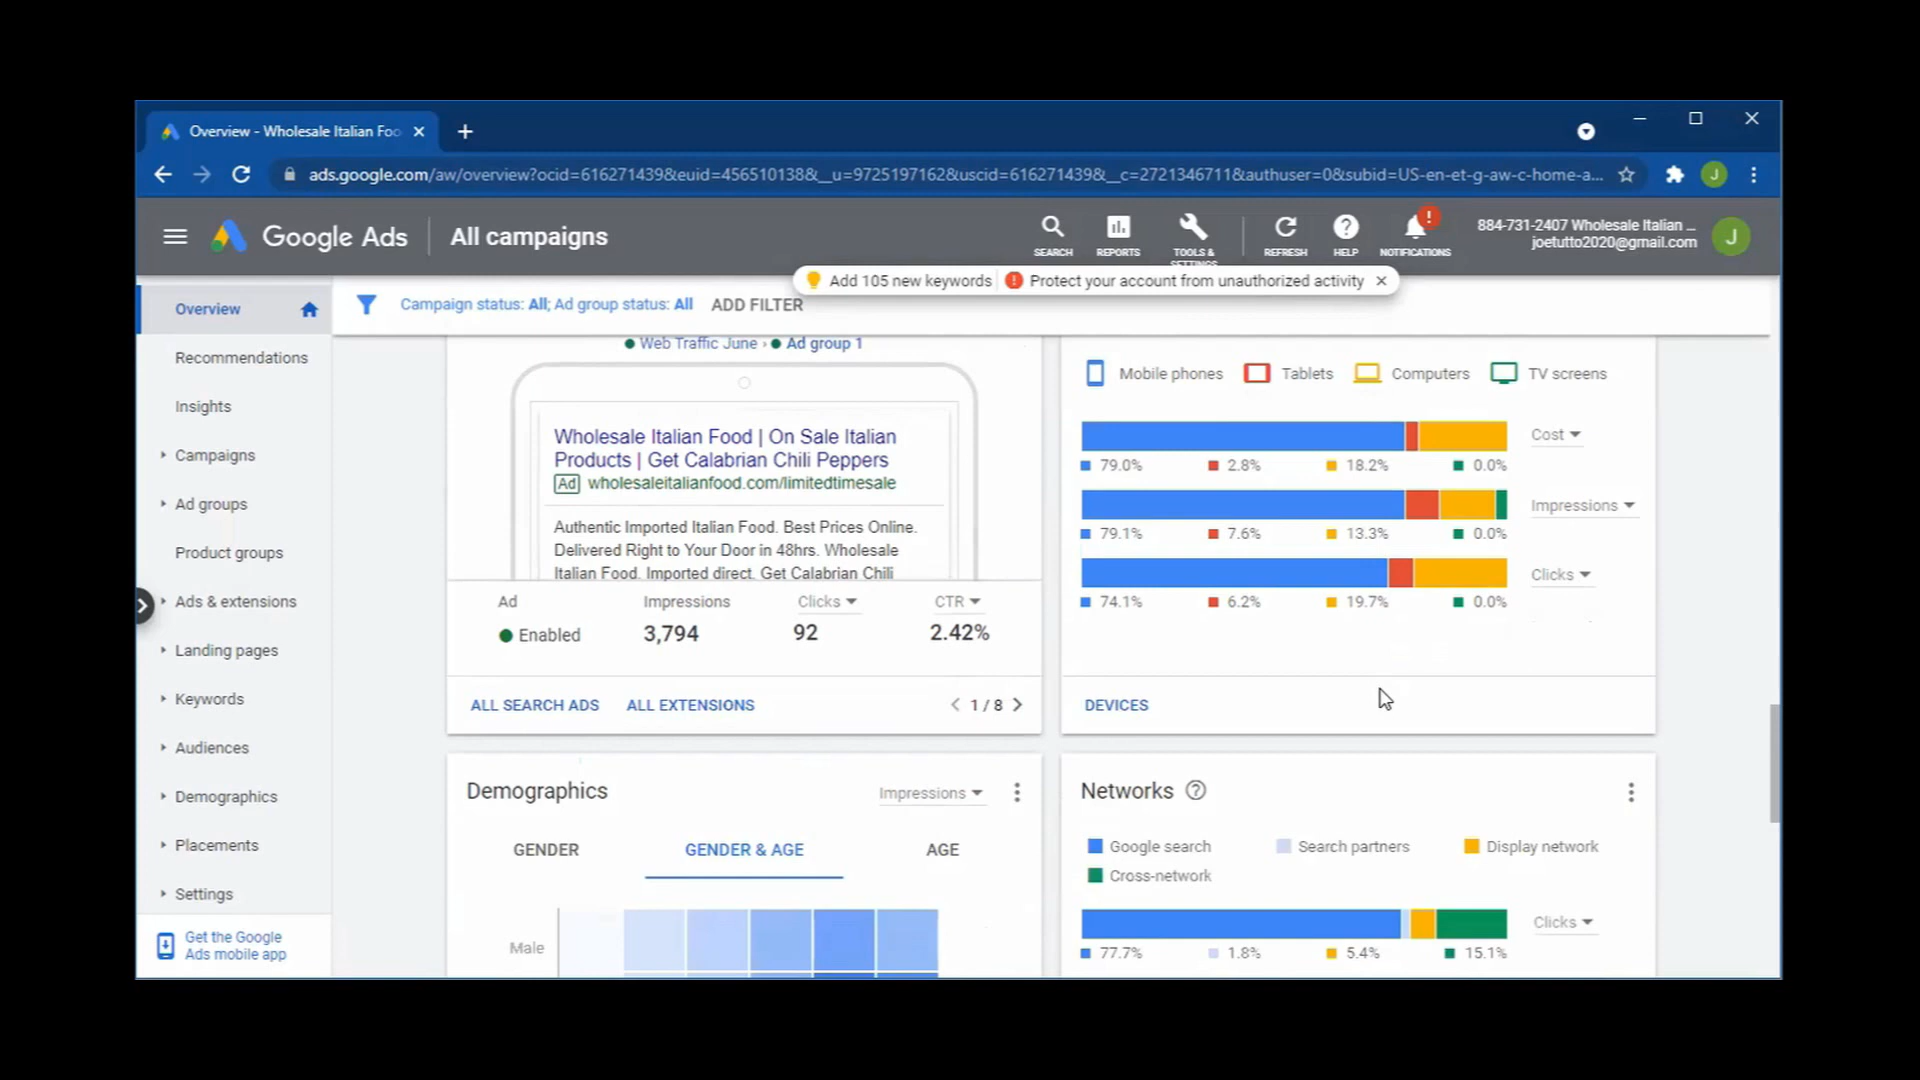 Overview - Wholesale Italian Foo
ads.google.com/aw/overview?ocid=616271439&euid=456510138&__u=9725197162&uscid=616271439&__c=2721346711&authuser=0&subid=US-en-et-g-aw-c-home-a...
J
Google Ads
All campaigns
SEARCH
REPORTS
TOOLS &
SETTINGS
REFRESH
HELP
NOTIFICATIONS
884-731-2407 Wholesale Italian ...
joetutto2020@gmail.com
J
Add 105 new keywords
Protect your account from unauthorized activity
Campaign status: All; Ad group status: All
ADD FILTER
Overview
Recommendations
Insights
Campaigns
Ad groups
Product groups
Ads & extensions
Landing pages
Keywords
Audiences
Demographics
Placements
Settings
Get the Google
Ads mobile app
Web Traffic June › Ad group 1
Wholesale Italian Food | On Sale Italian
Products | Get Calabrian Chili Peppers
Ad wholesaleitalianfood.com/limitedtimesale
Authentic Imported Italian Food. Best Prices Online.
Delivered Right to Your Door in 48hrs. Wholesale
Italian Food. Imported direct. Get Calabrian Chili
Ad Impressions Clicks CTR
Enabled 3,794 92 2.42%
ALL SEARCH ADS ALL EXTENSIONS 1 / 8
Mobile phones Tablets Computers TV screens
Cost
79.0% 2.8% 18.2% 0.0%
Impressions
79.1% 7.6% 13.3% 0.0%
Clicks
74.1% 6.2% 19.7% 0.0%
DEVICES
Demographics
Impressions
GENDER GENDER & AGE AGE
Male
Networks
Google search Search partners Display network
Cross-network
Clicks
77.7% 1.8% 5.4% 15.1%